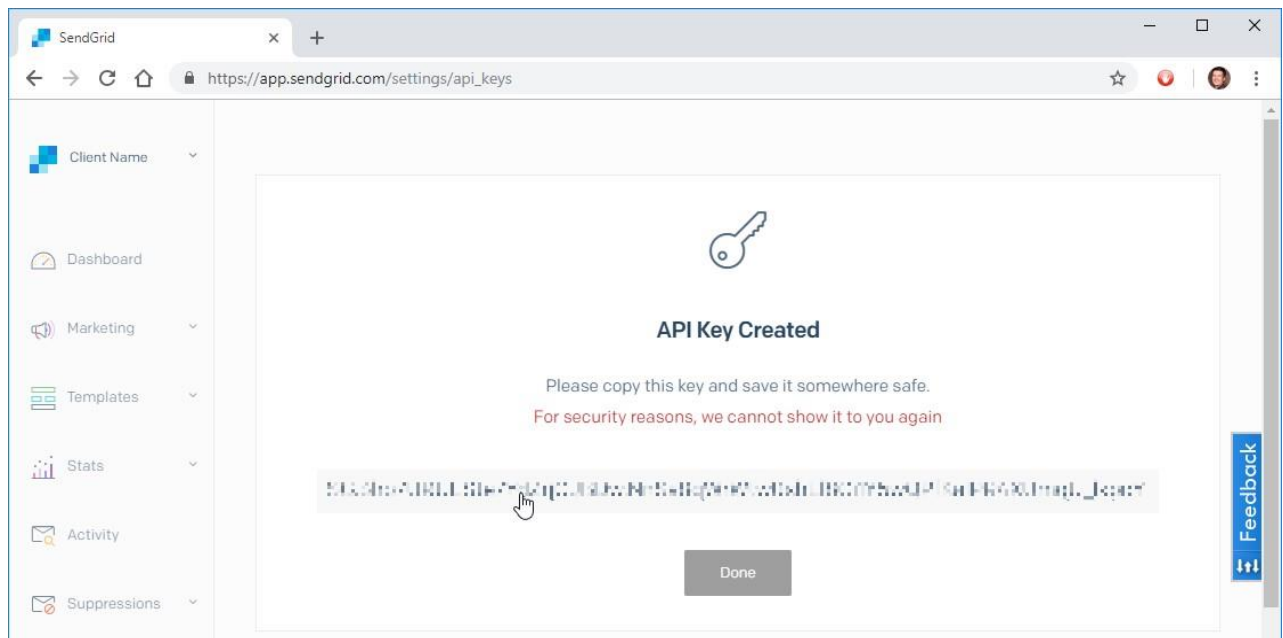 SendGrid
https://app.sendgrid.com/settings/api_keys
Client Name
Dashboard
Marketing
Templates
Stats
Activity
Suppressions
API Key Created
Please copy this key and save it somewhere safe.
For security reasons, we cannot show it to you again
Done
Feedback